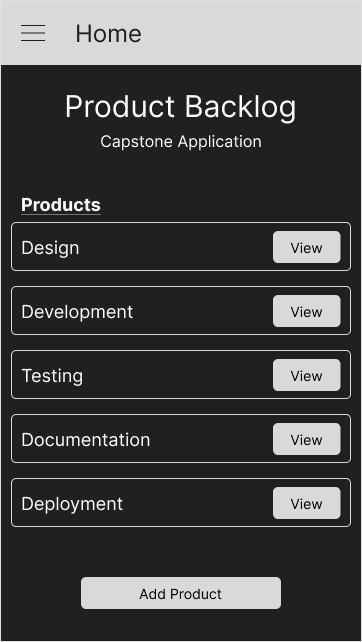 Home
Product Backlog
Capstone Application
Products
Design View
Development View
Testing View
Documentation View
Deployment View
Add Product